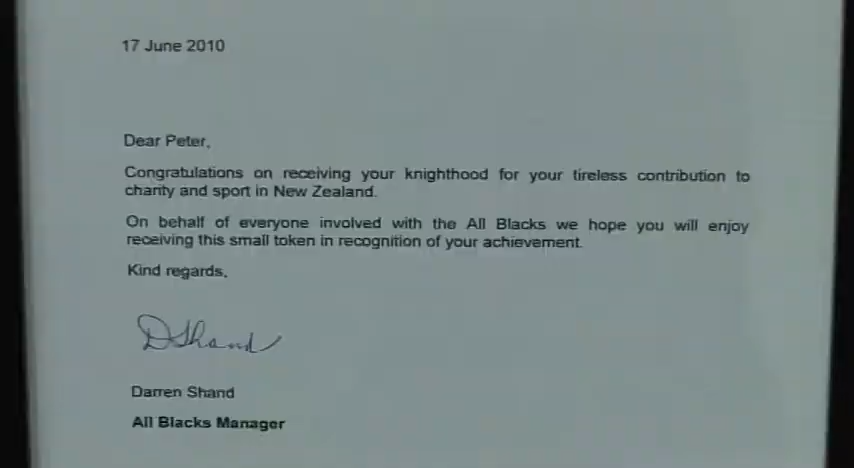 17 June 2010
Dear Peter,
Congratulations on receiving your knighthood for your tireless contribution to
charity and sport in New Zealand.
On behalf of everyone involved with the All Blacks we hope you will enjoy
receiving this small token in recognition of your achievement.
Kind regards,
DShand
Darren Shand
All Blacks Manager